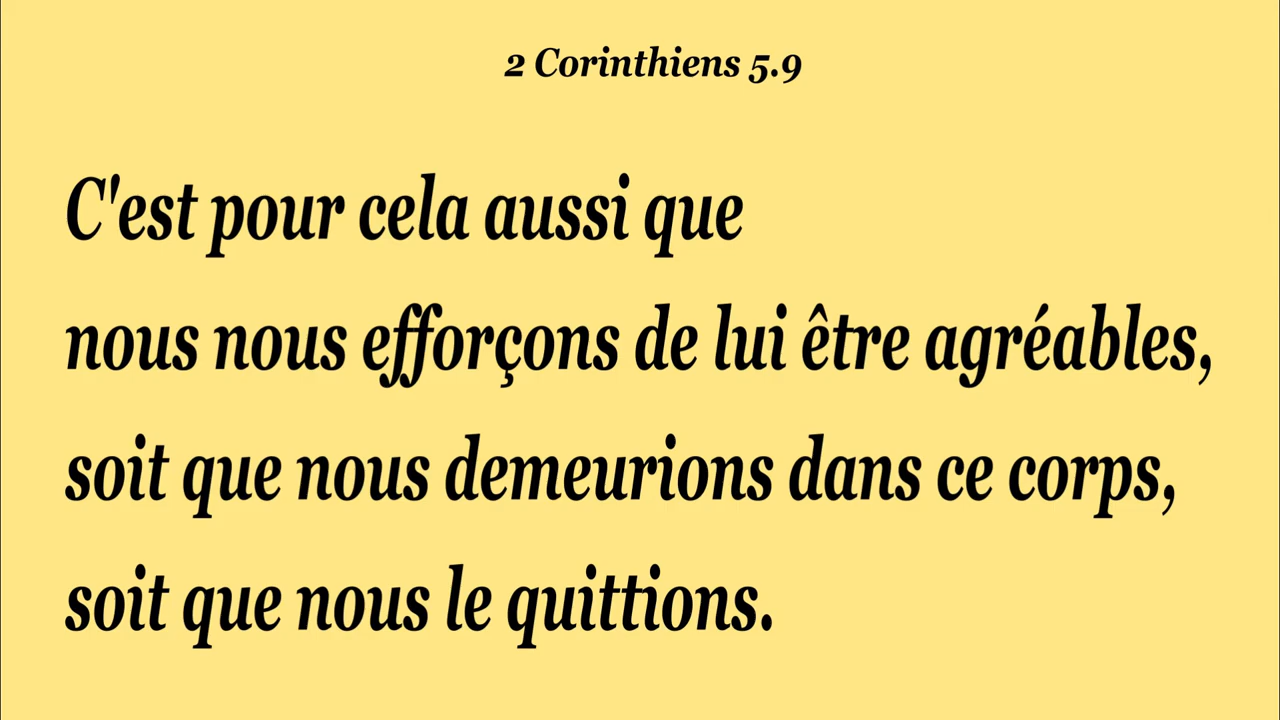 2 Corinthiens 5.9
C'est pour cela aussi que
nous nous efforçons de lui être agréables,
soit que nous demeurions dans ce corps,
soit que nous le quittions.